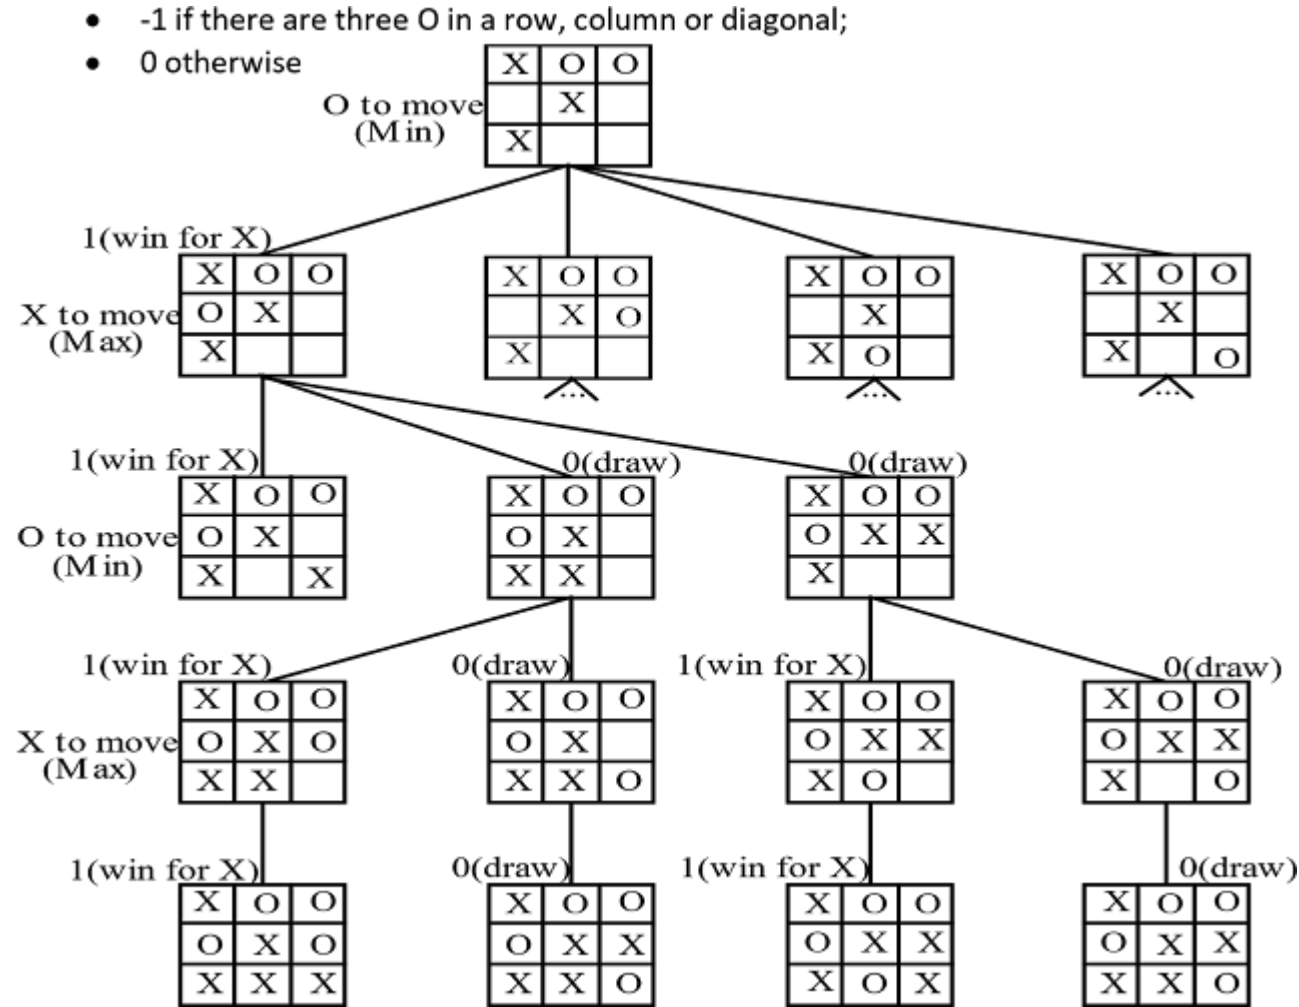 • -1 if there are three O in a row, column or diagonal;
• 0 otherwise
X O O
O to move
X
(Min)
X
1(win for X)
X O O
X O O
X O O
X O O
X to move
O X
X O
X
X
(Max)
X
X
X O
X O
...
...
...
1(win for X)
0(draw)
0(draw)
X O O
X O O
X O O
O to move
O X
O X
O X X
(Min)
X X
X X
X
1(win for X)
0(draw)
1(win for X)
0(draw)
X O O
X O O
X O O
X O O
X to move
O X O
O X
O X X
O X X
(Max)
X X
X X O
X O
X O
1(win for X)
0(draw)
1(win for X)
0(draw)
X O O
X O O
X O O
X O O
O X O
O X X
O X X
O X X
X X X
X X O
X O X
X X O